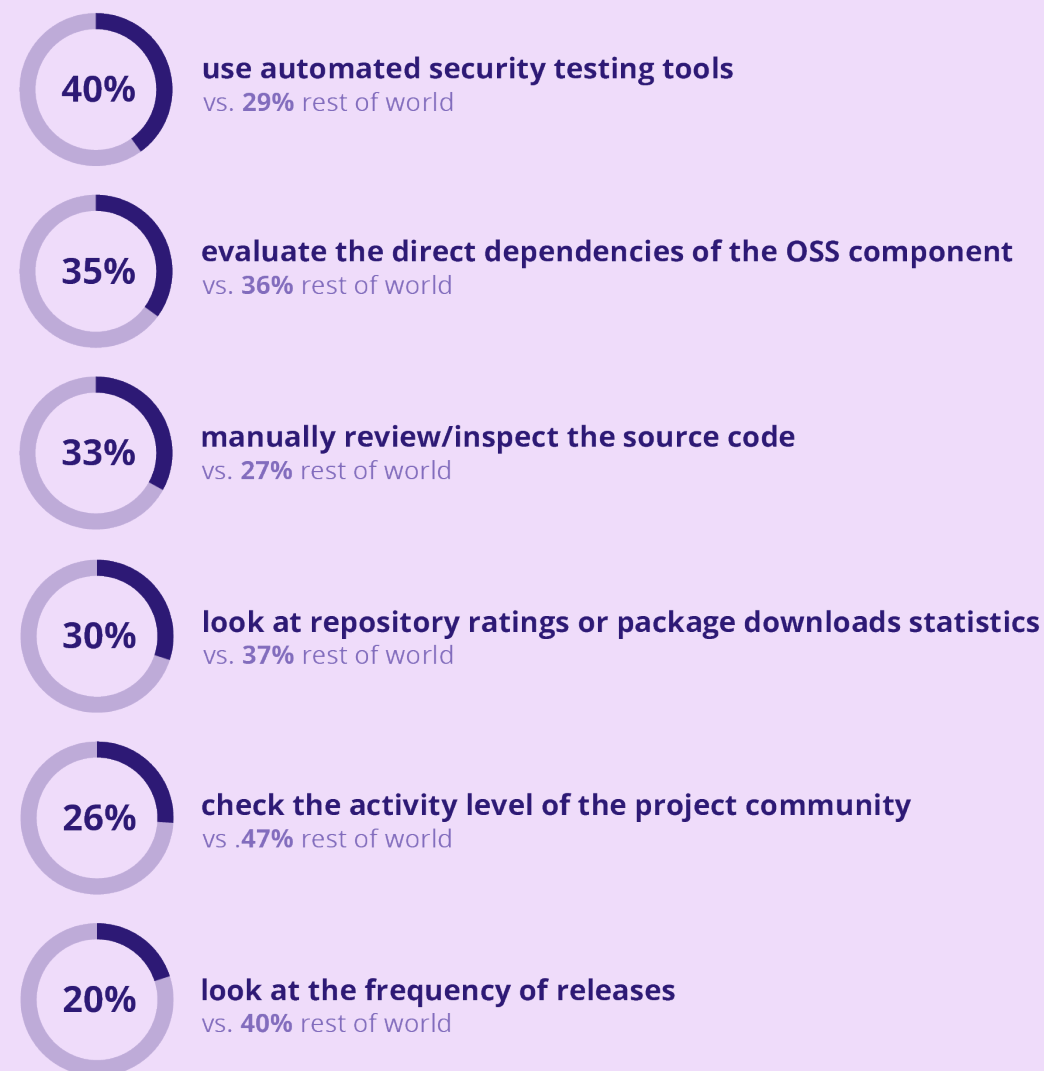 40%
use automated security testing tools
vs. 29% rest of world
35%
evaluate the direct dependencies of the OSS component
vs. 36% rest of world
33%
manually review/inspect the source code
vs. 27% rest of world
30%
look at repository ratings or package downloads statistics
vs. 37% rest of world
26%
check the activity level of the project community
vs .47% rest of world
20%
look at the frequency of releases
vs. 40% rest of world